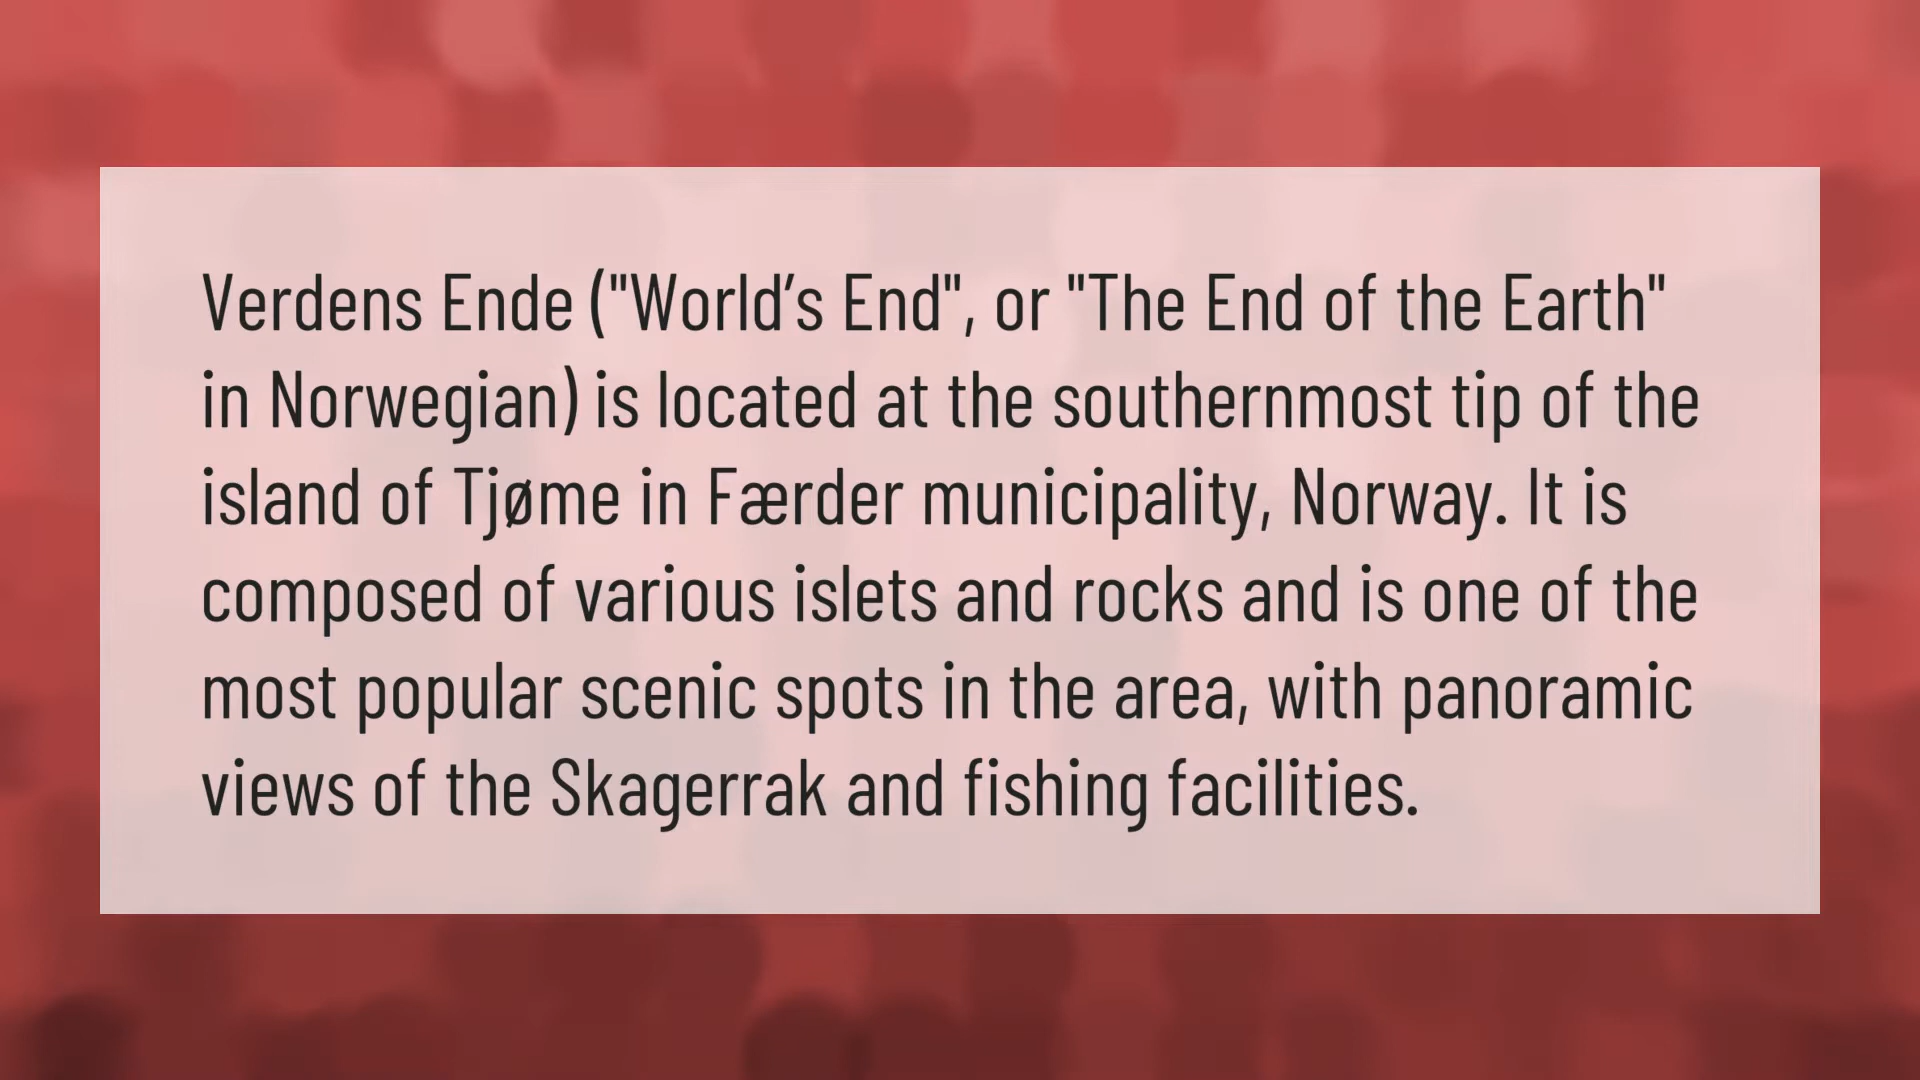 Verdens Ende ("World’s End", or "The End of the Earth"
in Norwegian) is located at the southernmost tip of the
island of Tjøme in Færder municipality, Norway. It is
composed of various islets and rocks and is one of the
most popular scenic spots in the area, with panoramic
views of the Skagerrak and fishing facilities.